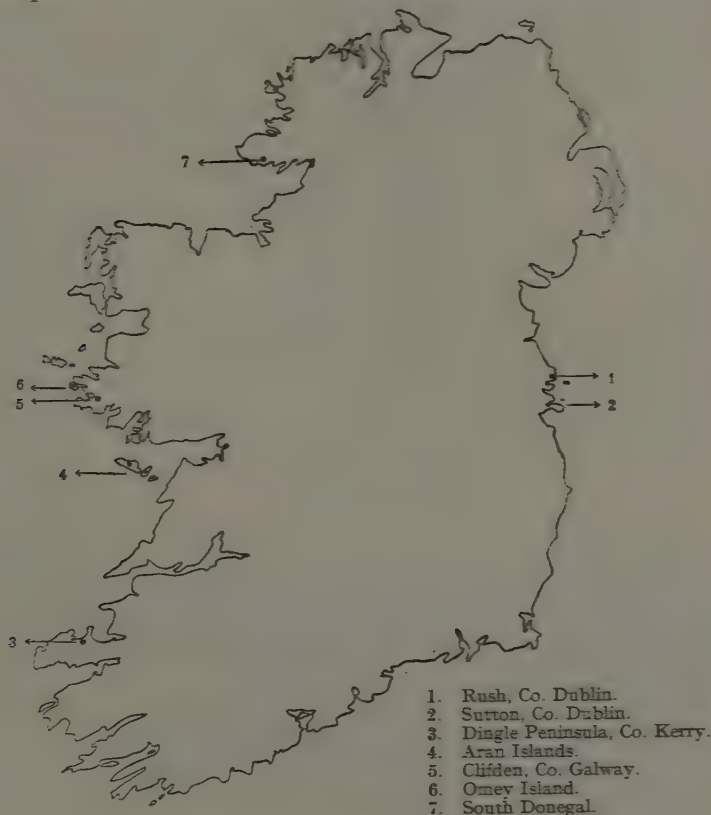 7
1
6
2
5
4
3
1. Rush, Co. Dublin.
2. Sutton, Co. Dublin.
3. Dingle Peninsula, Co. Kerry.
4. Aran Islands.
5. Clifden, Co. Galway.
6. Omey Island.
7. South Donegal.